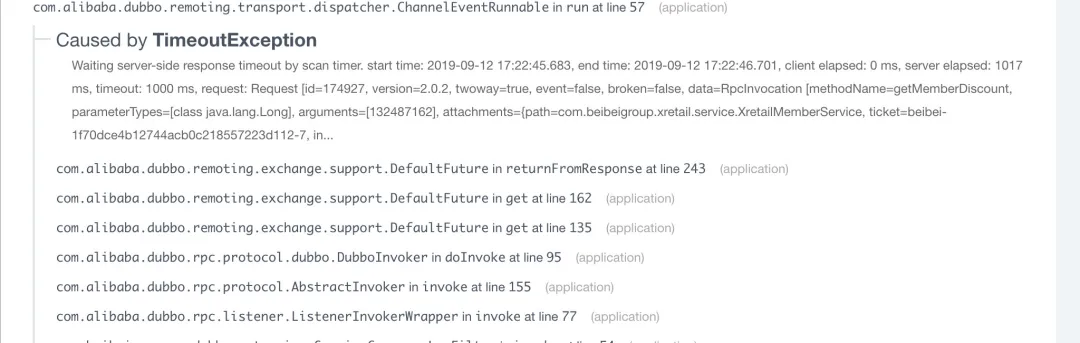 com.alibaba.dubbo.remoting.transport.dispatcher.ChannelEventRunnable in run at line 57 (application)
Caused by TimeoutException
Waiting server-side response timeout by scan timer. start time: 2019-09-12 17:22:45.683, end time: 2019-09-12 17:22:46.701, client elapsed: 0 ms, server elapsed: 1017
ms, timeout: 1000 ms, request: Request [id=174927, version=2.0.2, twoway=true, event=false, broken=false, data=RpcInvocation [methodName=getMemberDiscount,
parameterTypes=[class java.lang.Long], arguments=[132487162], attachments={path=com.beibeigroup.xretail.service.XretailMemberService, ticket=beibei-
1f70dce4b12744acb0c218557223d112-7, in...
com.alibaba.dubbo.remoting.exchange.support.DefaultFuture in returnFromResponse at line 243 (application)
com.alibaba.dubbo.remoting.exchange.support.DefaultFuture in get at line 162 (application)
com.alibaba.dubbo.remoting.exchange.support.DefaultFuture in get at line 135 (application)
com.alibaba.dubbo.rpc.protocol.dubbo.DubboInvoker in doInvoke at line 95 (application)
com.alibaba.dubbo.rpc.protocol.AbstractInvoker in invoke at line 155 (application)
com.alibaba.dubbo.rpc.listener.ListenerInvokerWrapper in invoke at line 77 (application)